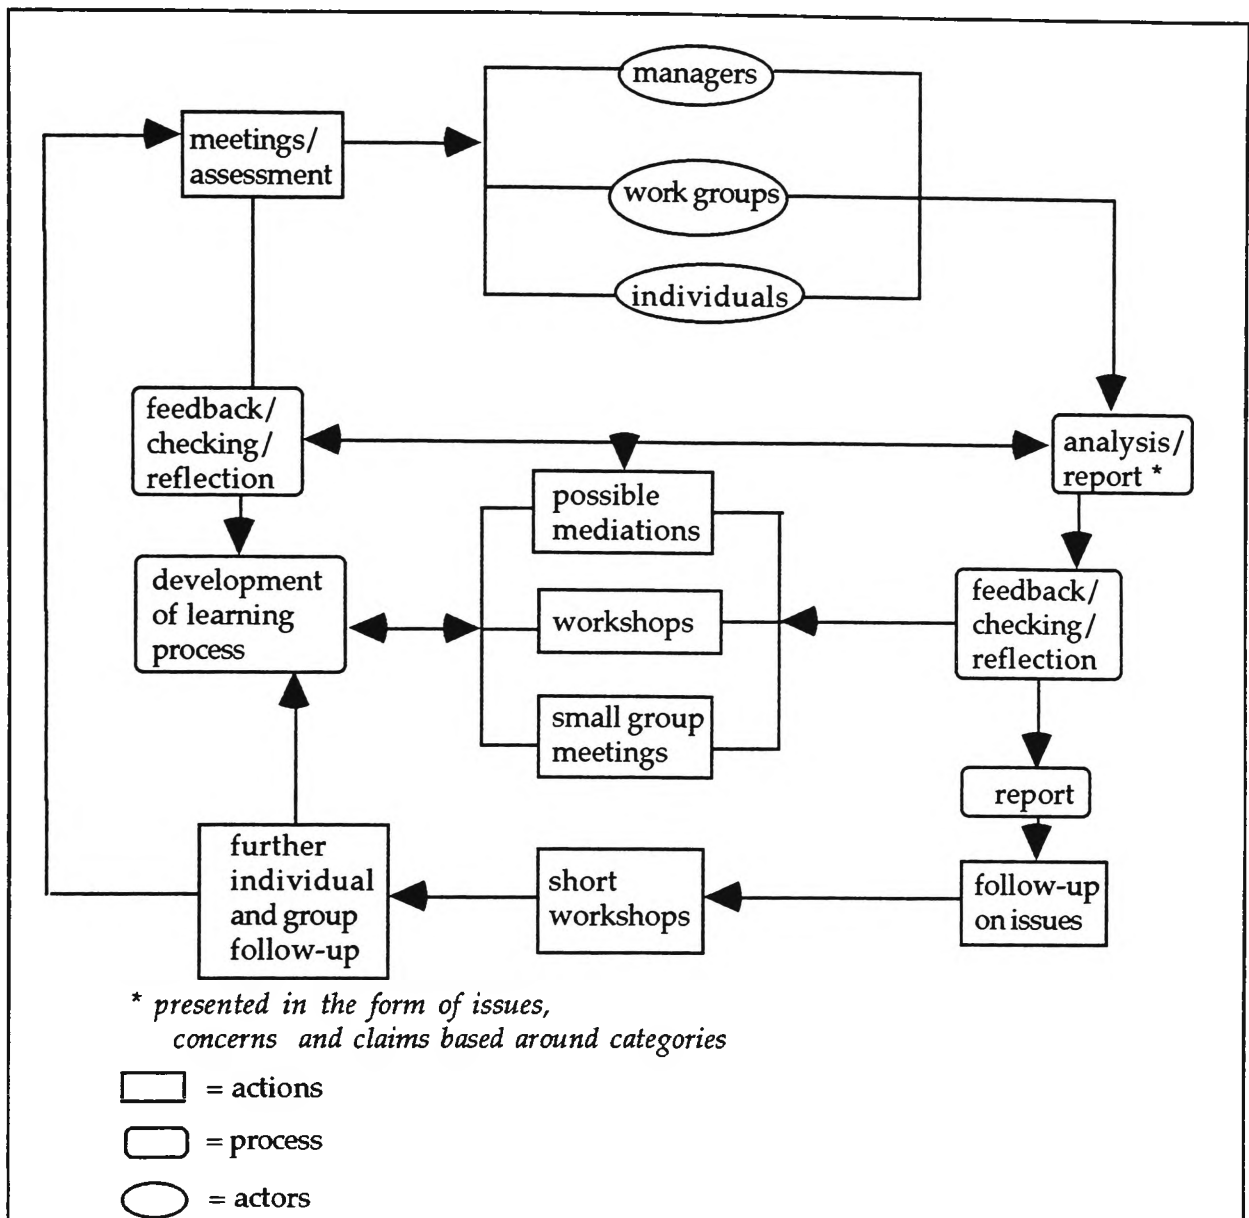 managers
meetings/
assessment
work groups
individuals
feedback/
checking/
reflection
analysis/
report *
possible
mediations
development
of learning
process
workshops
feedback/
checking/
reflection
small group
meetings
report
further
individual
and group
follow-up
short
workshops
follow-up
on issues
* presented in the form of issues,
concerns and claims based around categories
= actions
= process
= actors